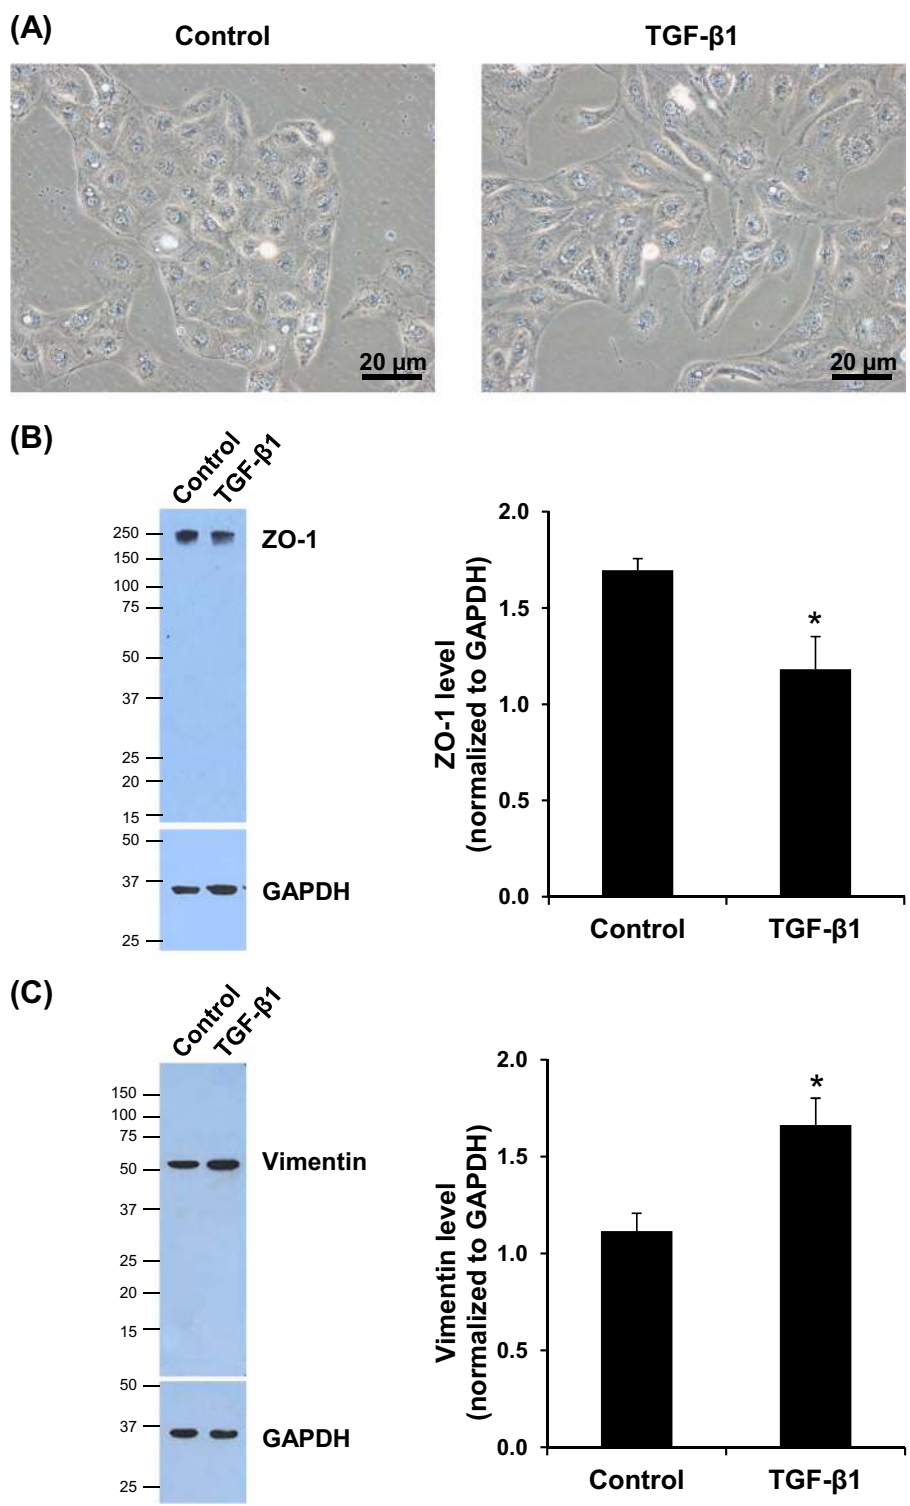 (A)
Control
TGF-β1
20 µm
20 µm
(B)
Control
TGF-β1
250
150
100
75
50
37
25
20
15
ZO-1
50
37
25
GAPDH
ZO-1 level
(normalized to GAPDH)
2.0
1.5
1.0
0.5
0.0
*
Control
TGF-β1
(C)
Control
TGF-β1
150
100
75
50
37
25
20
15
Vimentin
50
37
25
GAPDH
Vimentin level
(normalized to GAPDH)
2.0
1.5
1.0
0.5
0.0
*
Control
TGF-β1